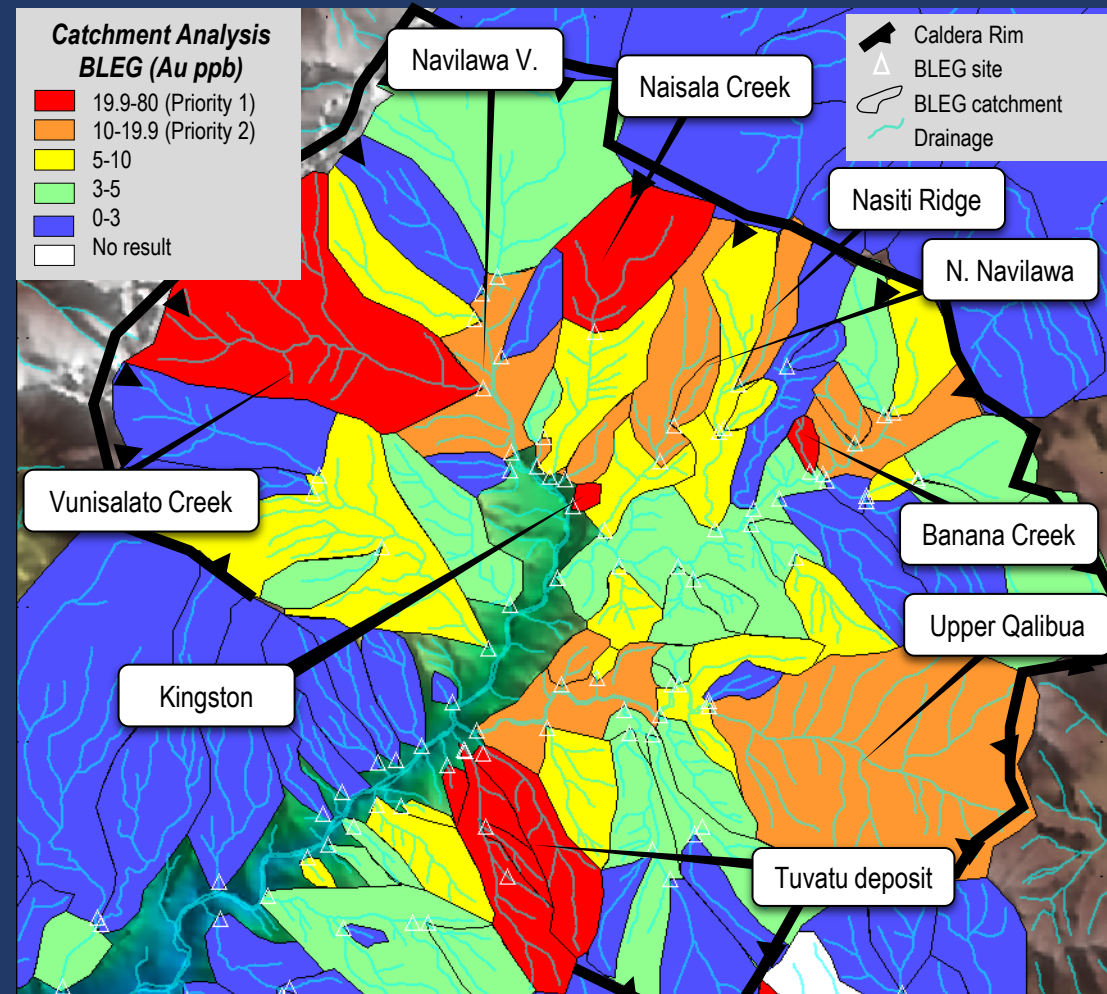 Catchment Analysis
BLEG (Au ppb)
19.9-80 (Priority 1)
10-19.9 (Priority 2)
5-10
3-5
0-3
No result
Caldera Rim
BLEG site
BLEG catchment
Drainage
Navilawa V.
Naisala Creek
Nasiti Ridge
N. Navilawa
Vunisalato Creek
Banana Creek
Upper Qalibua
Kingston
Tuvatu deposit